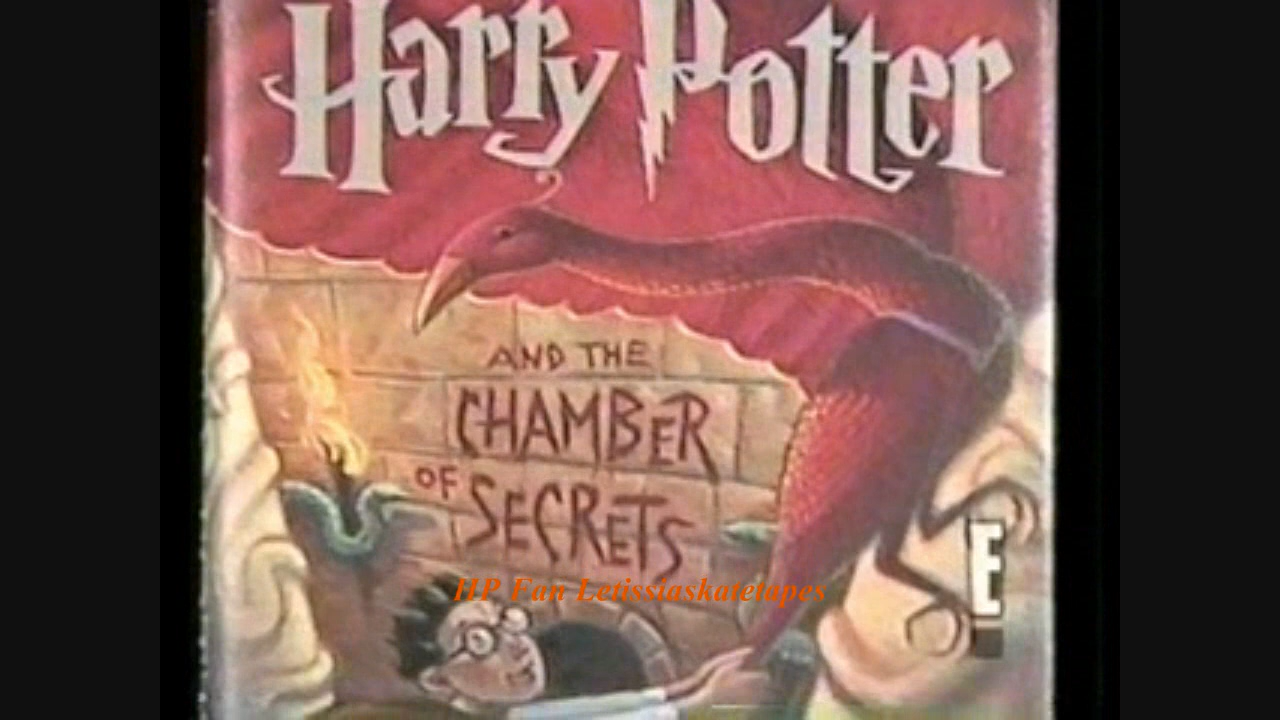 Harry Potter
AND THE
CHAMBER
OF SECRETS
HP Fan Letissiaskatetapes
E